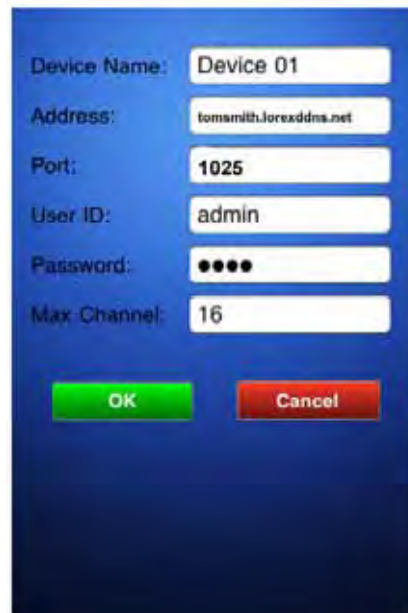 Device Name: Device 01
Address: tomsmith.lorexddns.net
Port: 1025
User ID: admin
Password: ●●●●
Max Channel: 16
OK Cancel